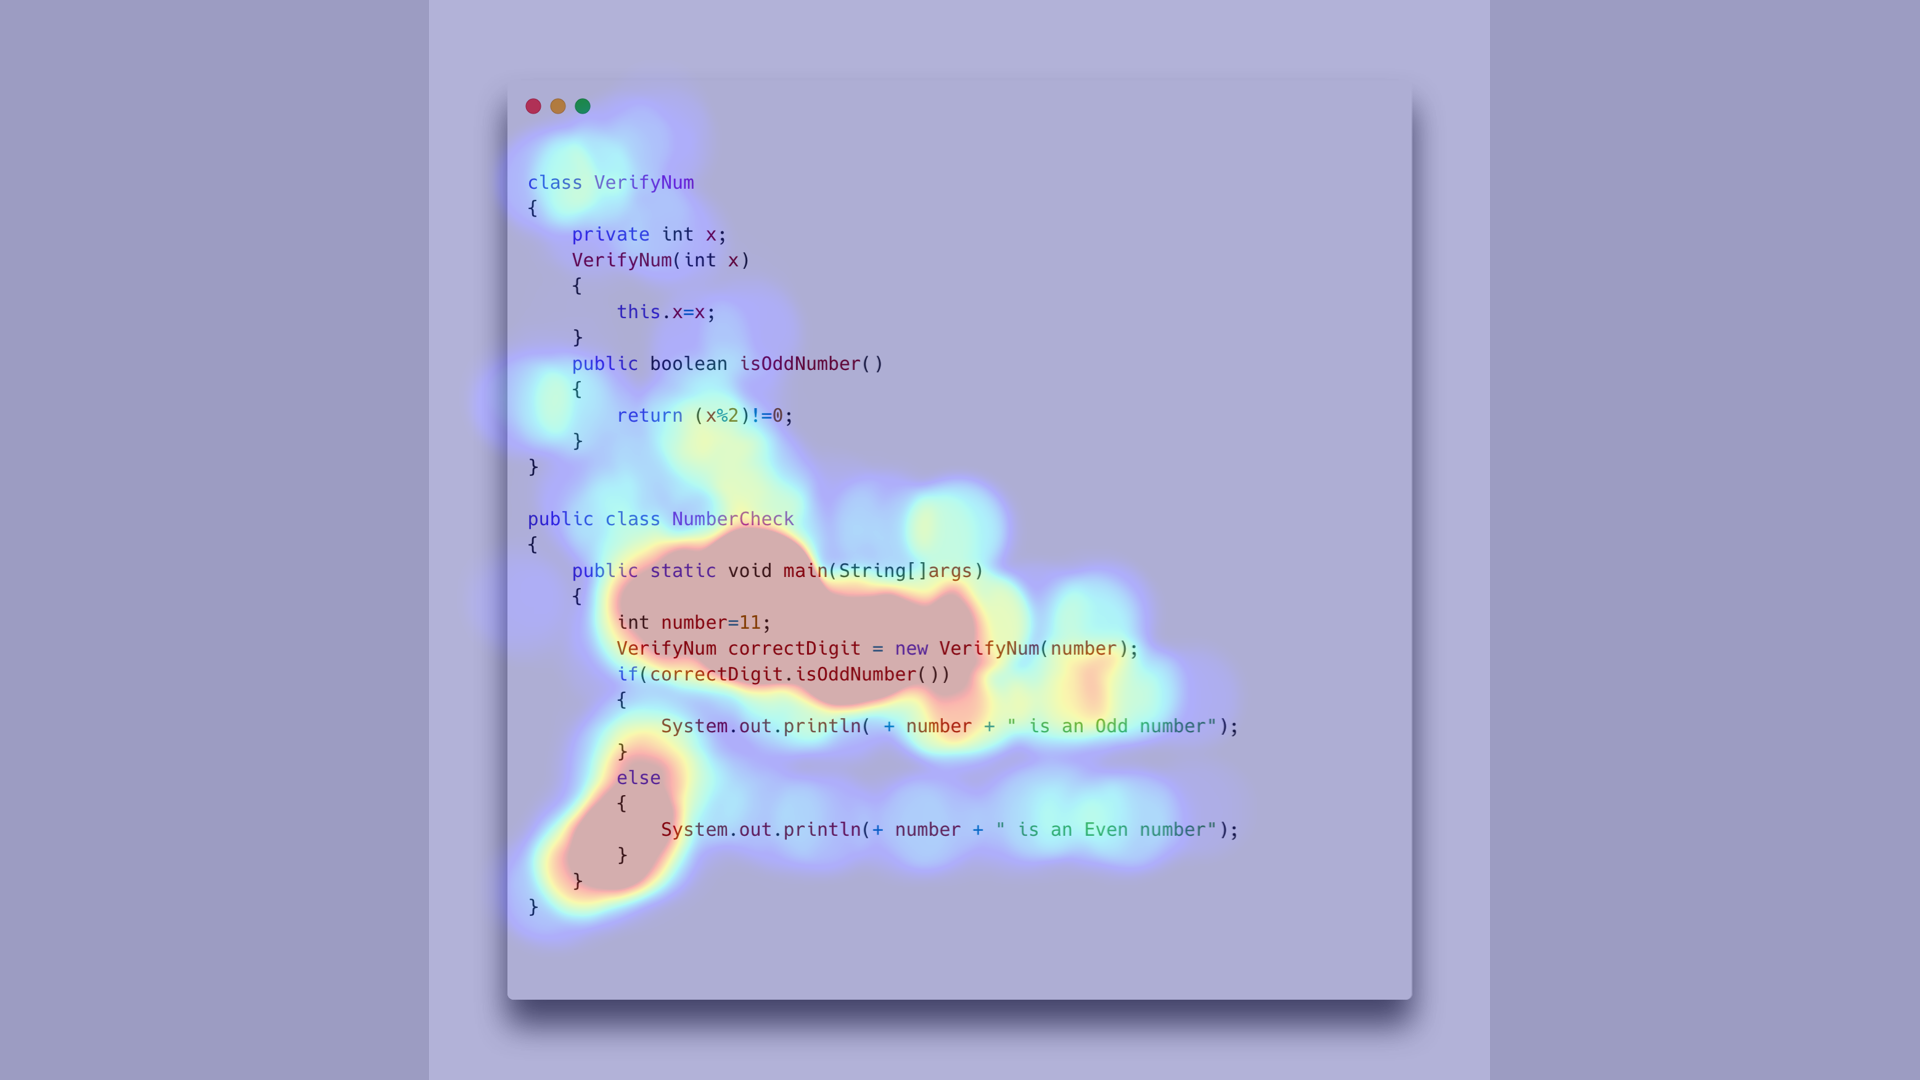 class VerifyNum
{
    private int x;
    VerifyNum(int x)
    {
        this.x=x;
    }
    public boolean isOddNumber()
    {
        return (x%2)!=0;
    }
}

public class NumberCheck
{
    public static void main(String[]args)
    {
        int number=11;
        VerifyNum correctDigit = new VerifyNum(number);
        if(correctDigit.isOddNumber())
        {
            System.out.println( + number + " is an Odd number");
        }
        else
        {
            System.out.println(+ number + " is an Even number");
        }
    }
}